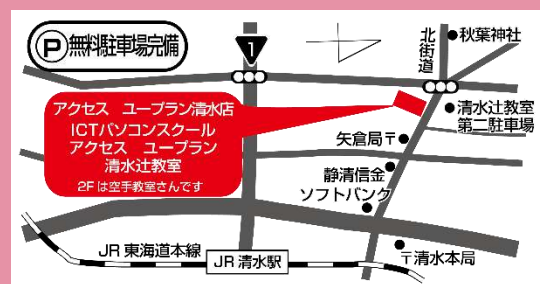 P 無料駐車場完備
1
北街道
秋葉神社
アクセス ユープラン清水店
ICTパソコンスクール
アクセス ユープラン
清水辻教室
2Fは空手教室さんです
清水辻教室
第二駐車場
矢倉局〒
静清信金
ソフトバンク
JR東海道本線
JR清水駅
〒清水本局